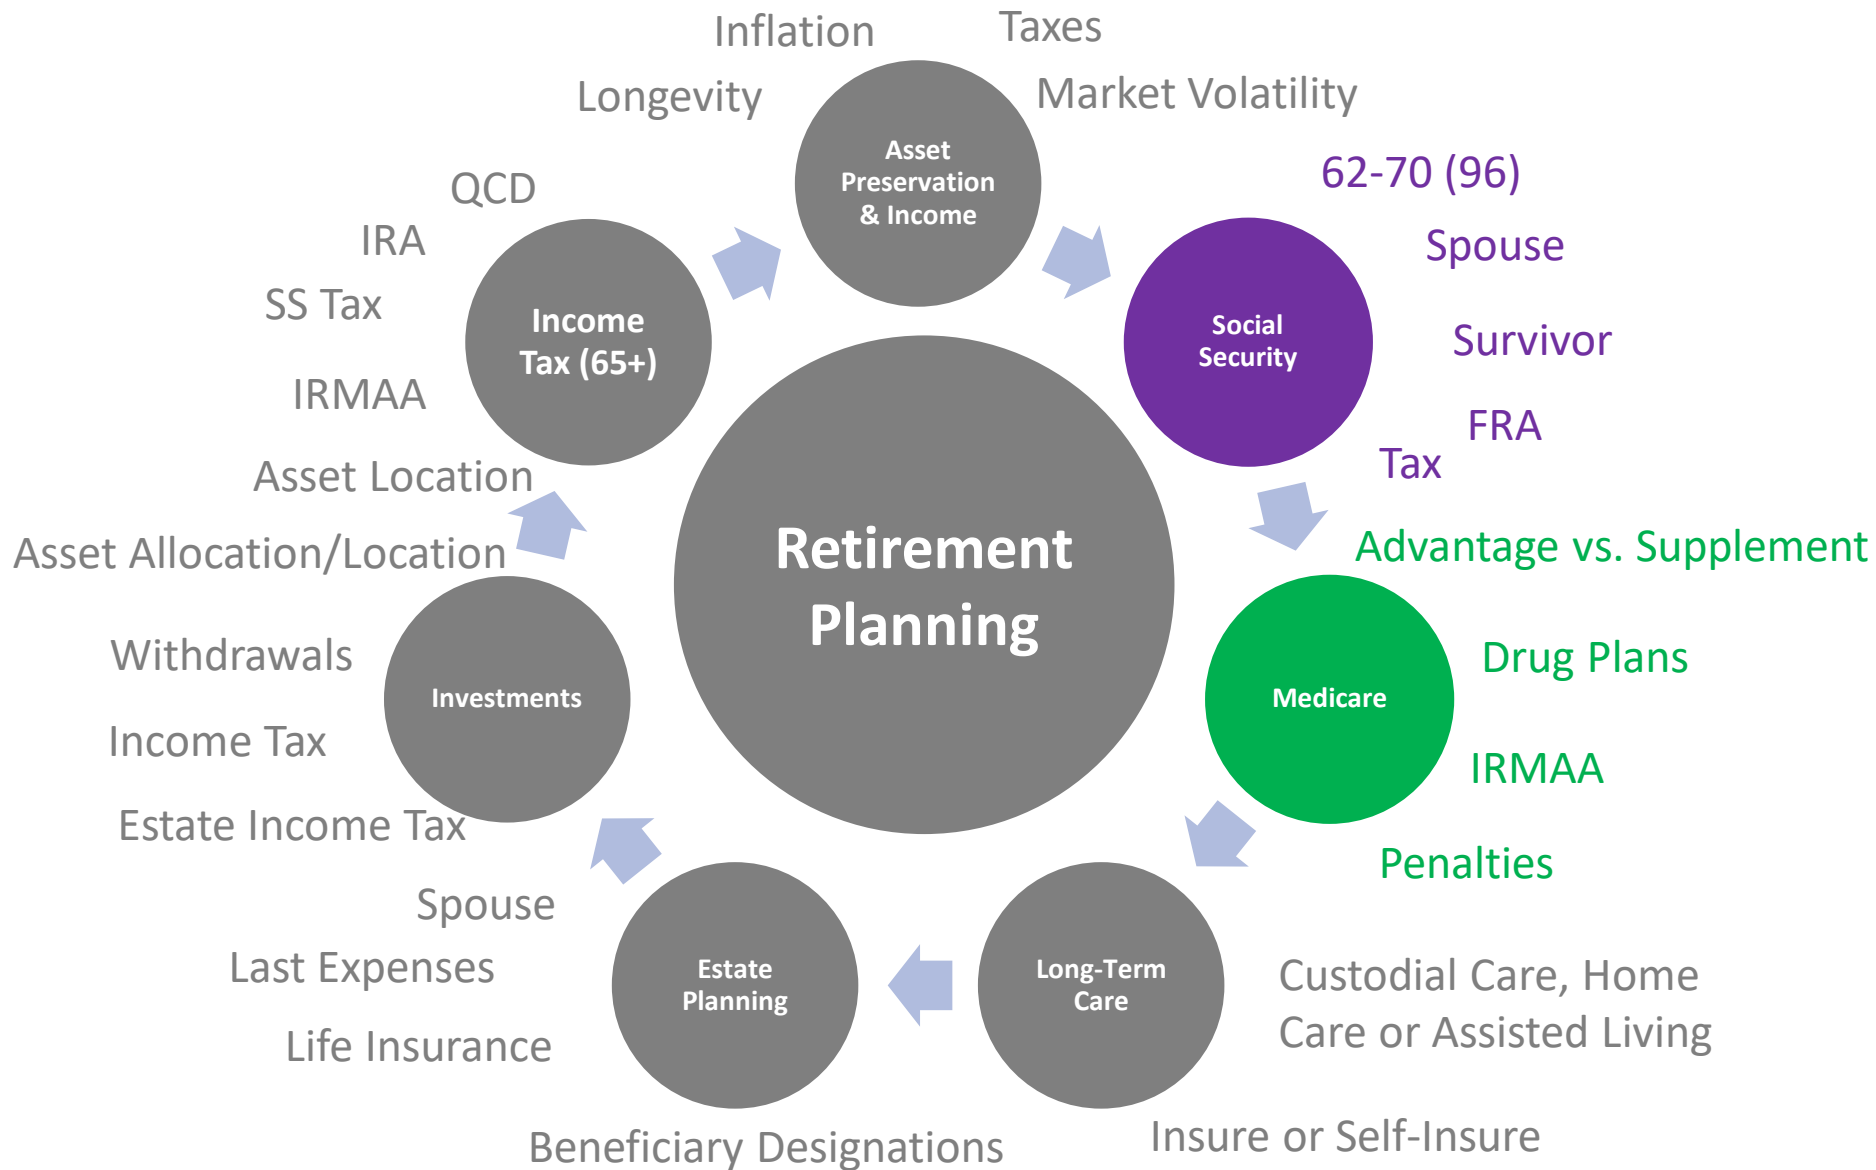 Inflation
Taxes
Longevity
Market Volatility
Asset
Preservation
& Income
62-70 (96)
Spouse
Survivor
FRA
Tax
Social
Security
Advantage vs. Supplement
Drug Plans
IRMAA
Penalties
Medicare
Custodial Care, Home
Care or Assisted Living
Insure or Self-Insure
Long-Term
Care
Estate
Planning
Spouse
Last Expenses
Life Insurance
Beneficiary Designations
Investments
Asset Allocation/Location
Withdrawals
Income Tax
Estate Income Tax
Income
Tax (65+)
QCD
IRA
SS Tax
IRMAA
Asset Location
Retirement
Planning